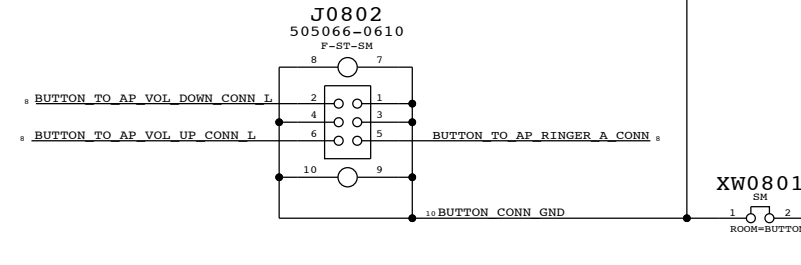 J0802
505066-0610
F-ST-SM
8 7
8 BUTTON_TO_AP_VOL_DOWN_CONN_L 2 1
4 3
8 BUTTON_TO_AP_VOL_UP_CONN_L 6 5 BUTTON_TO_AP_RINGER_A_CONN 8
10 9
XW0801
SM
10 BUTTON_CONN_GND 1 2
ROOM=BUTTON